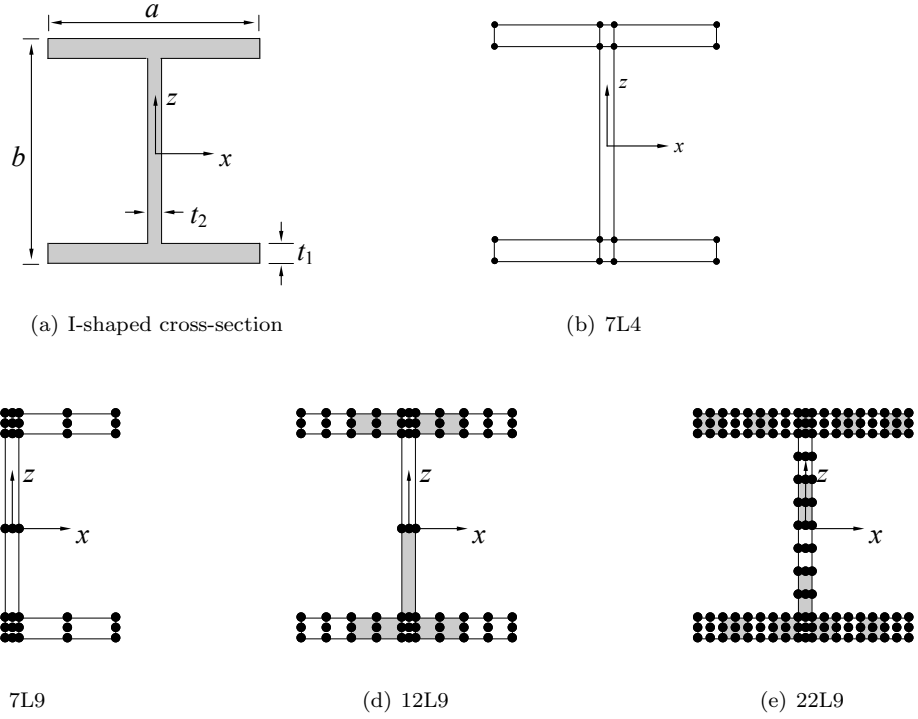 a
b
z
x
t2
t1
(a) I-shaped cross-section
z
x
(b) 7L4
z
x
7L9
z
x
(d) 12L9
z
x
(e) 22L9